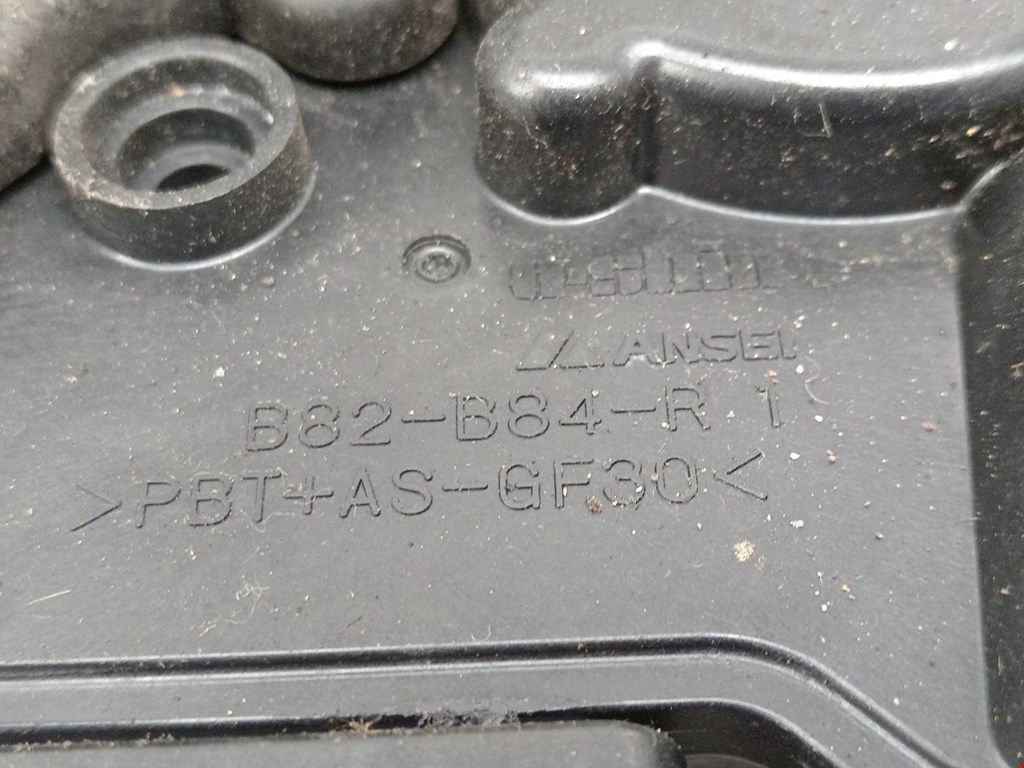 ANSEI
B82-B84-R 1
>PBT+AS-GF30<